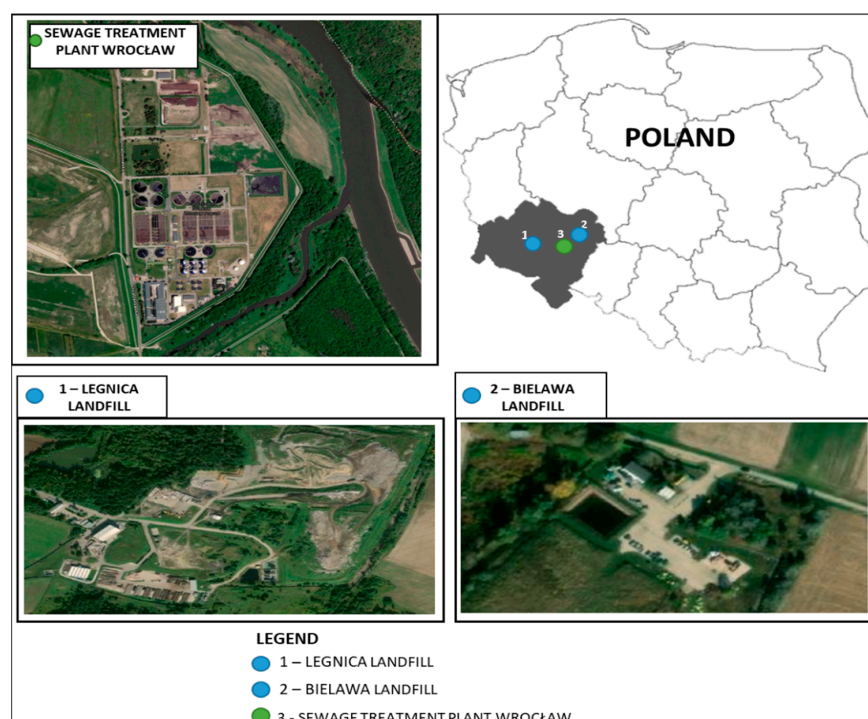 SEWAGE TREATMENT
PLANT WROCŁAW
POLAND
1
3
2
1 – LEGNICA
LANDFILL
2 – BIELAWA
LANDFILL
LEGEND
1 – LEGNICA LANDFILL
2 – BIELAWA LANDFILL
3 - SEWAGE TREATMENT PLANT WROCŁAW